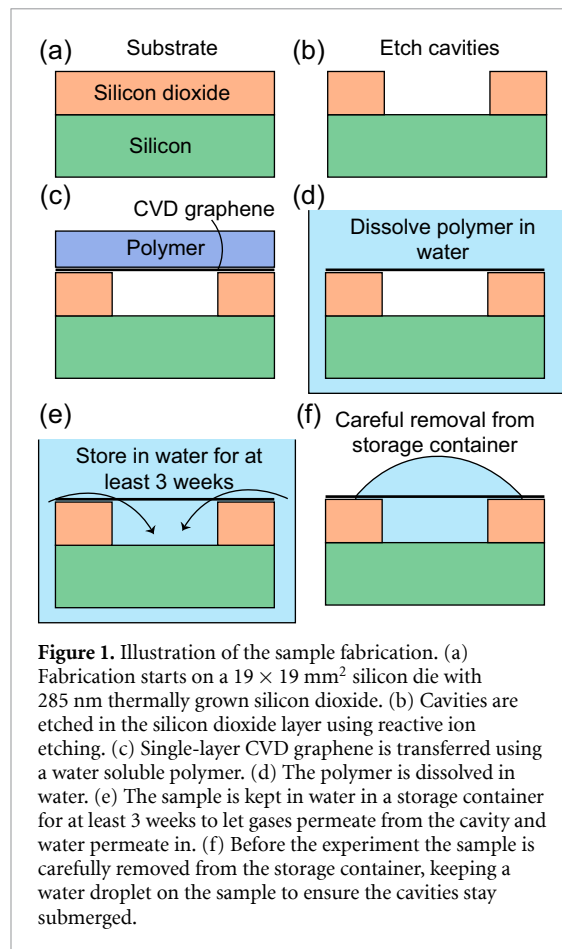 (a) Substrate
Silicon dioxide
Silicon
(b) Etch cavities
(c)
CVD graphene
Polymer
(d)
Dissolve polymer in
water
(e)
Store in water for at
least 3 weeks
(f)
Careful removal from
storage container
Figure 1. Illustration of the sample fabrication. (a)
Fabrication starts on a 19 × 19 mm² silicon die with
285 nm thermally grown silicon dioxide. (b) Cavities are
etched in the silicon dioxide layer using reactive ion
etching. (c) Single-layer CVD graphene is transferred using
a water soluble polymer. (d) The polymer is dissolved in
water. (e) The sample is kept in water in a storage container
for at least 3 weeks to let gases permeate from the cavity and
water permeate in. (f) Before the experiment the sample is
carefully removed from the storage container, keeping a
water droplet on the sample to ensure the cavities stay
submerged.